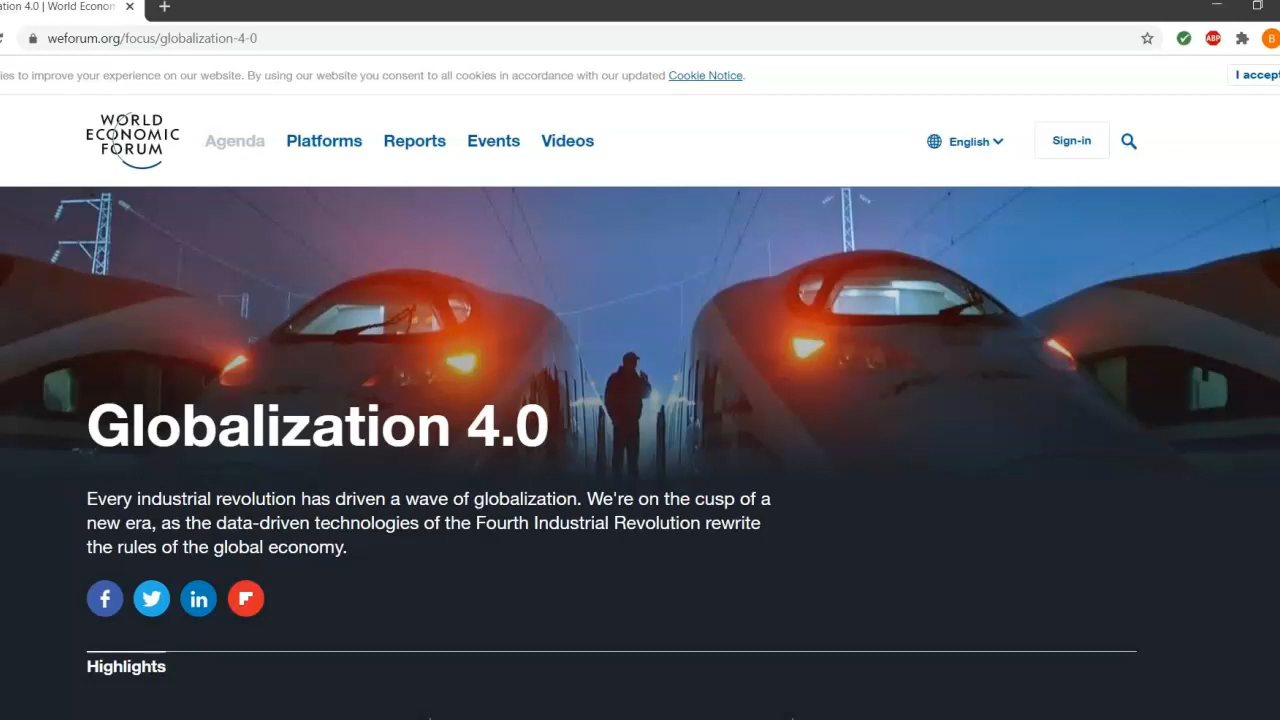 ation 4.0 | World Econom
weforum.org/focus/globalization-4-0
ABP
B
ies to improve your experience on our website. By using our website you consent to all cookies in accordance with our updated Cookie Notice.
I accept
WORLD
ECONOMIC
FORUM
Agenda Platforms Reports Events Videos
English
Sign-in
Globalization 4.0
Every industrial revolution has driven a wave of globalization. We're on the cusp of a
new era, as the data-driven technologies of the Fourth Industrial Revolution rewrite
the rules of the global economy.
Highlights